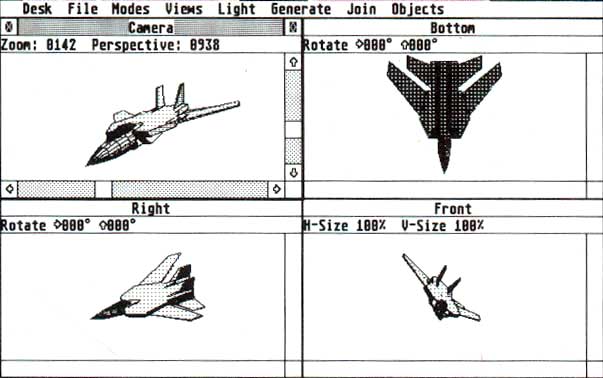 Desk File Modes Views Light Generate Join Objects
Camera
Bottom
Zoom: 0142 Perspective: 0938
Rotate ⇨000° ⇧000°
Right
Front
Rotate ⇨000° ⇧000°
H-Size 100% V-Size 100%